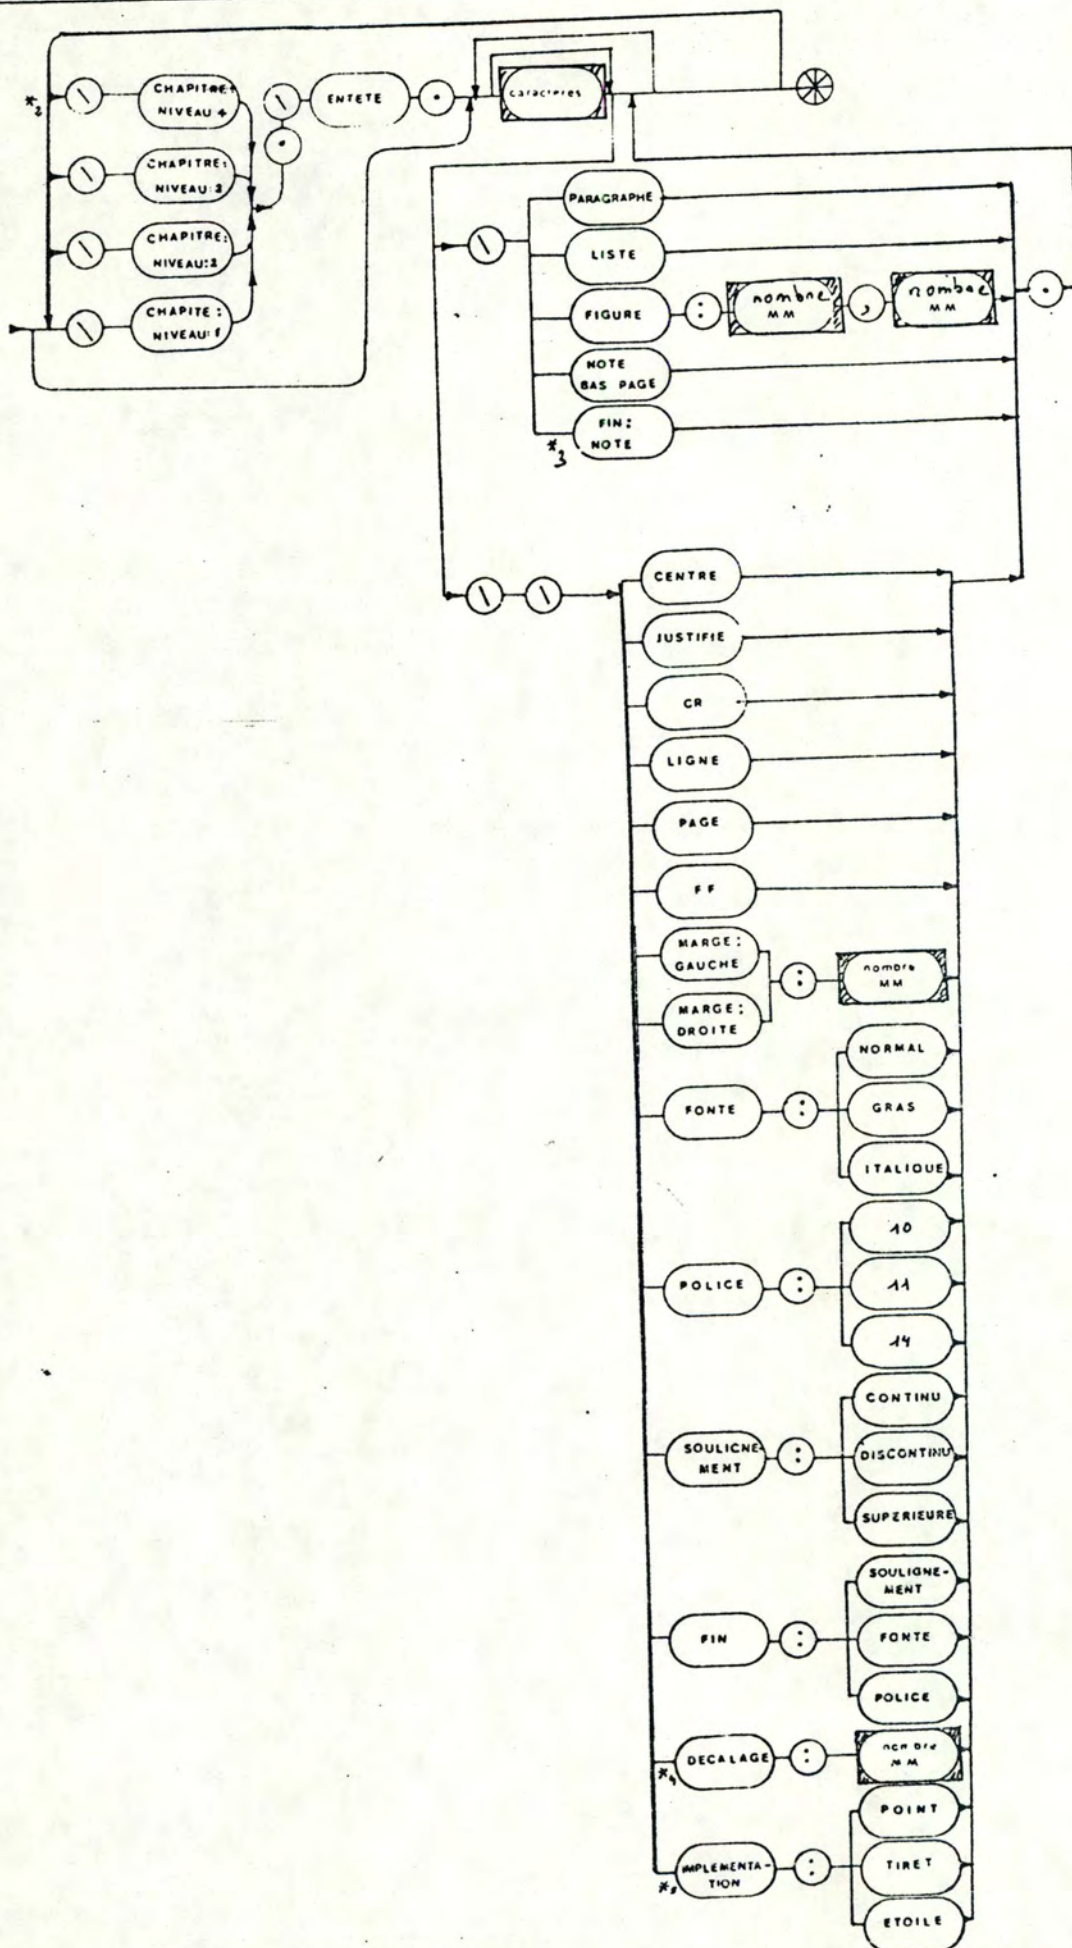 *2
\
CHAPITRE:
NIVEAU 4
\
ENTETE
.
caractères
\
CHAPITRE:
NIVEAU:3
.
\
CHAPITRE:
NIVEAU:2
\
CHAPITE:
NIVEAU:1
\
PARAGRAPHE
LISTE
FIGURE
:
nombre
MM
,
nombre
MM
.
NOTE
BAS PAGE
*3
FIN:
NOTE
\
\
CENTRE
JUSTIFIE
CR
LIGNE
PAGE
FF
MARGE:
GAUCHE
MARGE:
DROITE
:
nombre
MM
FONTE
:
NORMAL
GRAS
ITALIQUE
POLICE
:
10
11
14
SOULIGNE-
MENT
:
CONTINU
DISCONTINU
SUPERIEURE
FIN
:
SOULIGNE-
MENT
FONTE
POLICE
DECALAGE
:
nombre
MM
IMPLEMENTA-
TION
:
POINT
TIRET
ETOILE